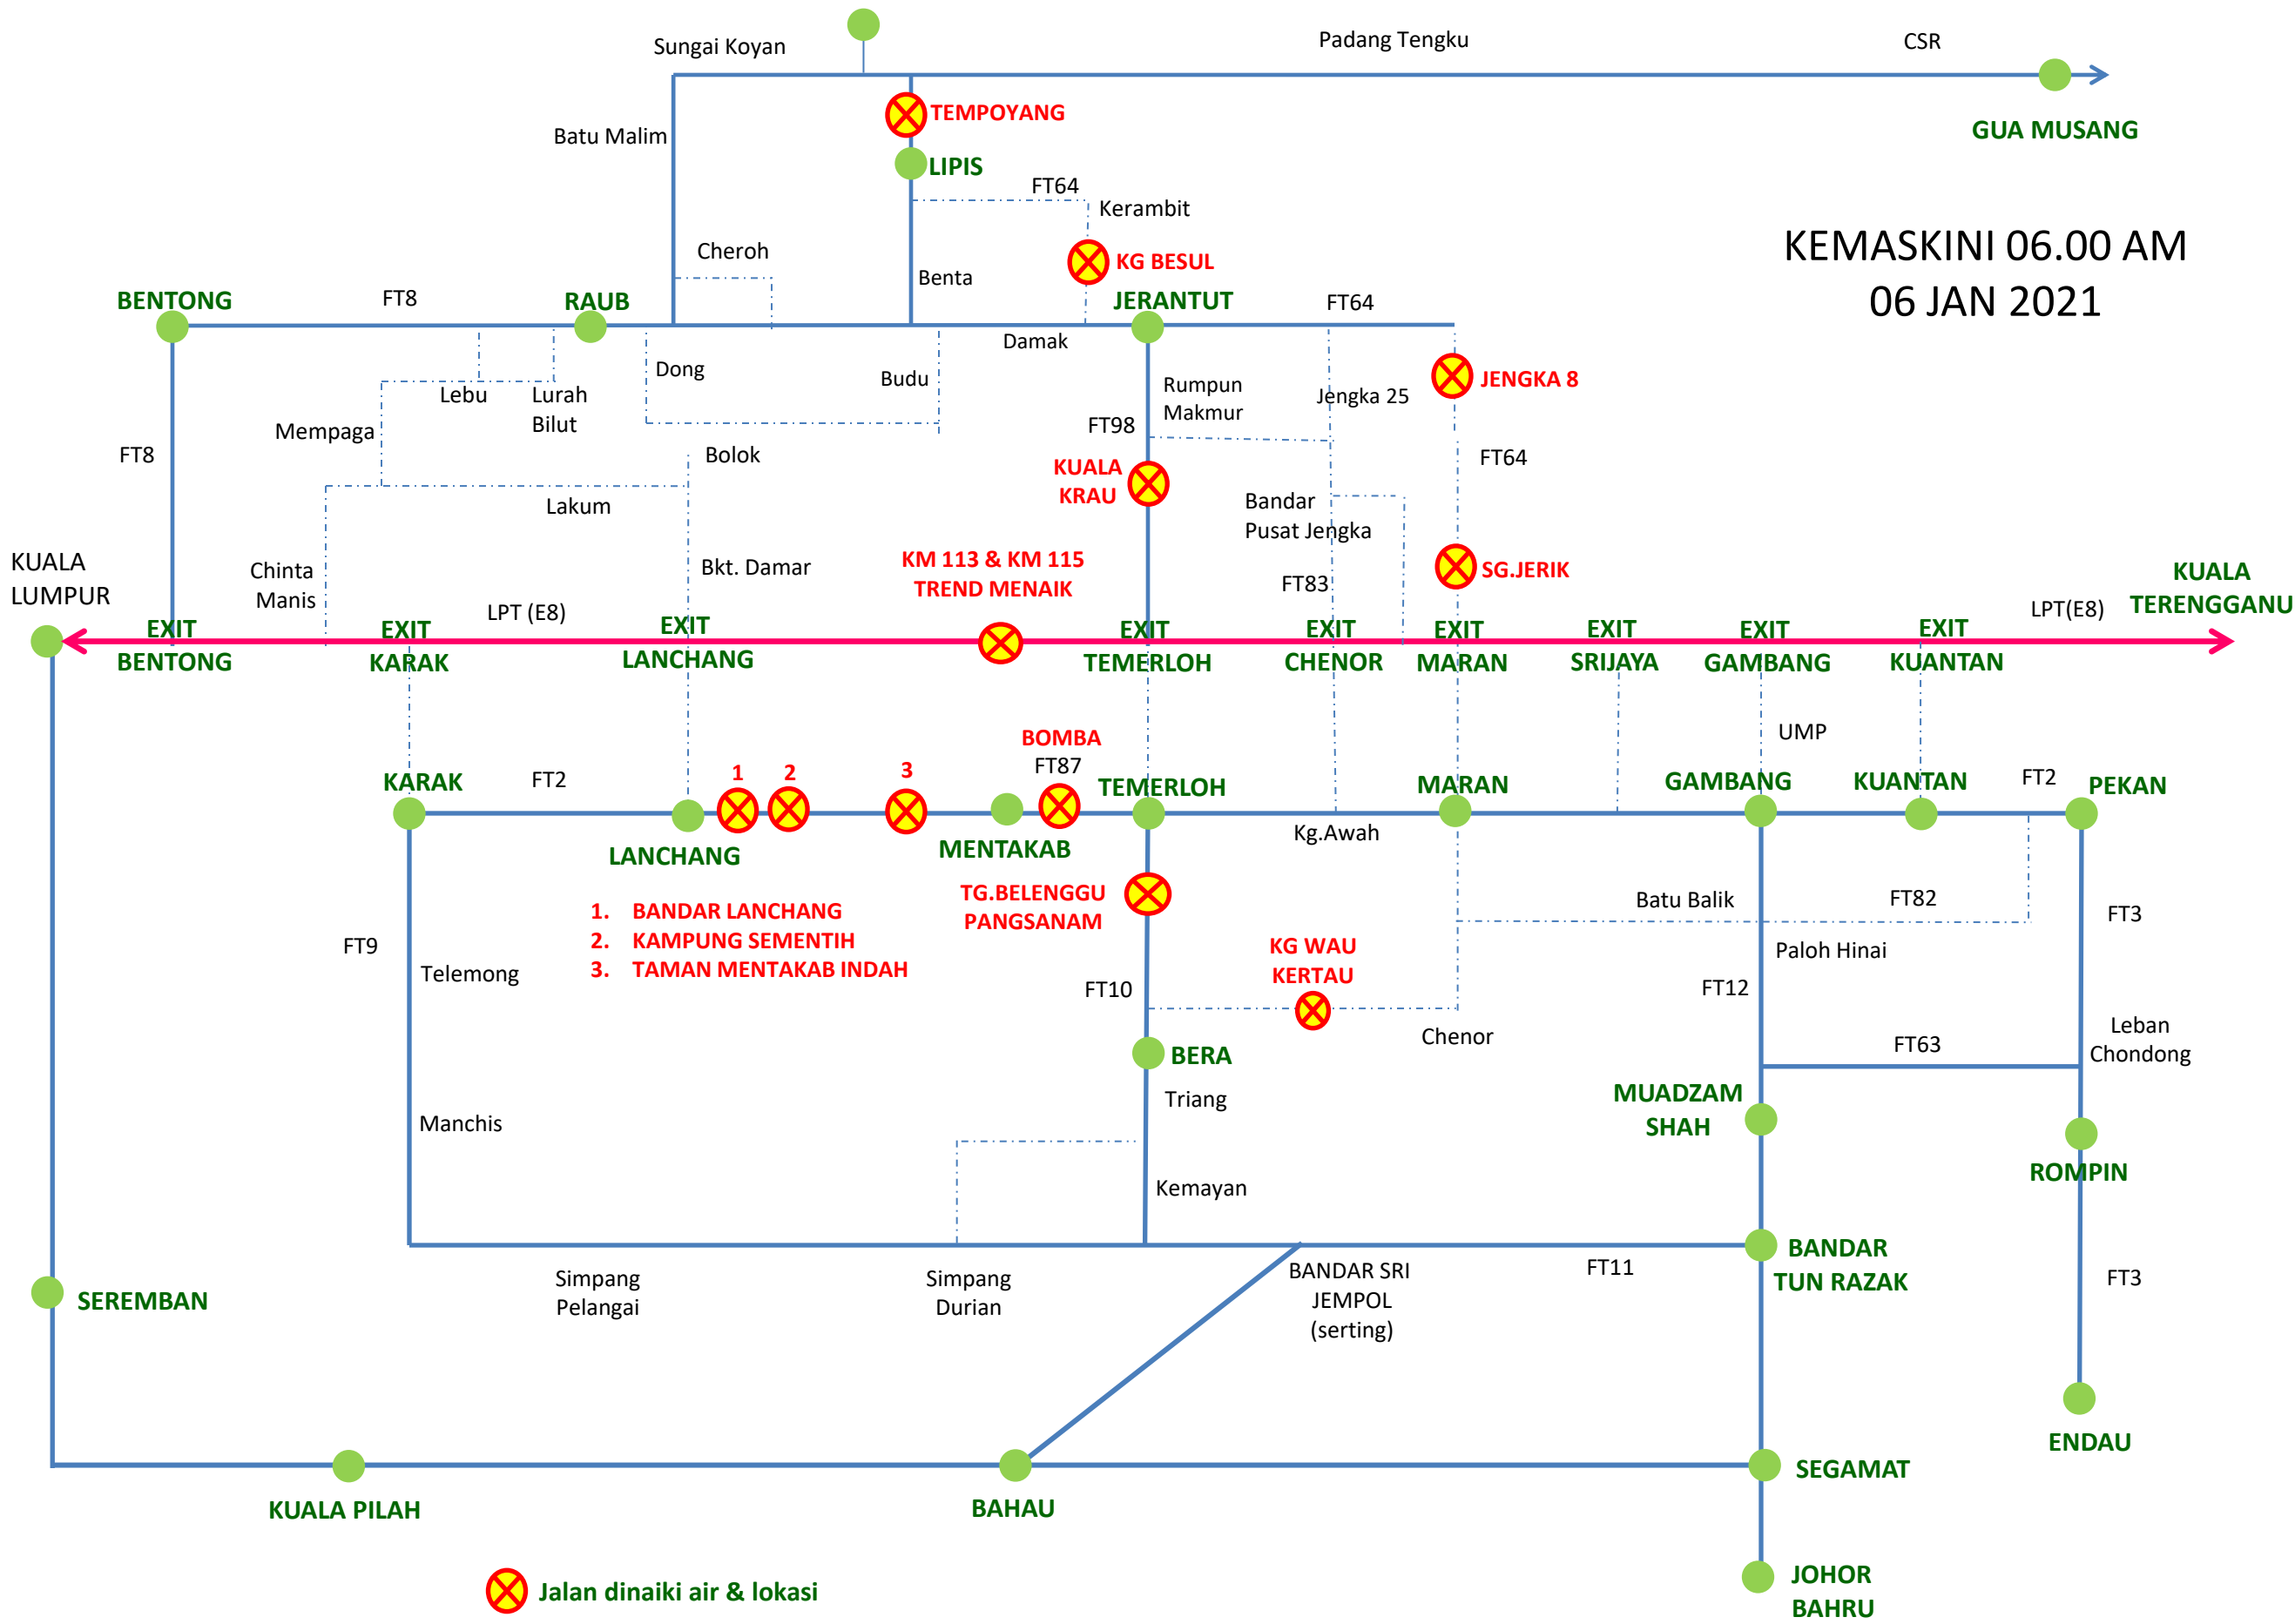 Sungai Koyan
Padang Tengku
CSR
TEMPOYANG
GUA MUSANG
Batu Malim
LIPIS
FT64
Kerambit
KEMASKINI 06.00 AM
06 JAN 2021
Cheroh
KG BESUL
Benta
BENTONG
FT8
RAUB
JERANTUT
FT64
Damak
Dong
Budu
Rumpun
Makmur
Jengka 25
JENGKA 8
Lebu
Lurah
Bilut
Mempaga
FT98
FT8
Bolok
FT64
KUALA
KRAU
Lakum
Bandar
Pusat Jengka
KUALA
LUMPUR
Chinta
Manis
Bkt. Damar
KM 113 & KM 115
TREND MENAIK
FT83
SG.JERIK
KUALA
TERENGGANU
LPT (E8)
LPT(E8)
EXIT
BENTONG
EXIT
KARAK
EXIT
LANCHANG
EXIT
TEMERLOH
EXIT
CHENOR
EXIT
MARAN
EXIT
SRIJAYA
EXIT
GAMBANG
EXIT
KUANTAN
UMP
BOMBA
FT87
KARAK
FT2
1
2
3
TEMERLOH
MARAN
GAMBANG
KUANTAN
FT2
PEKAN
LANCHANG
MENTAKAB
Kg.Awah
1. BANDAR LANCHANG
2. KAMPUNG SEMENTIH
3. TAMAN MENTAKAB INDAH
TG.BELENGGU
PANGSANAM
Batu Balik
FT82
FT3
FT9
Telemong
KG WAU
KERTAU
Paloh Hinai
FT10
FT12
Chenor
Leban
Chondong
BERA
FT63
Triang
MUADZAM
SHAH
Manchis
ROMPIN
Kemayan
BANDAR
TUN RAZAK
Simpang
Pelangai
Simpang
Durian
BANDAR SRI
JEMPOL
(serting)
FT11
FT3
SEREMBAN
ENDAU
KUALA PILAH
BAHAU
SEGAMAT
JOHOR
BAHRU
Jalan dinaiki air & lokasi